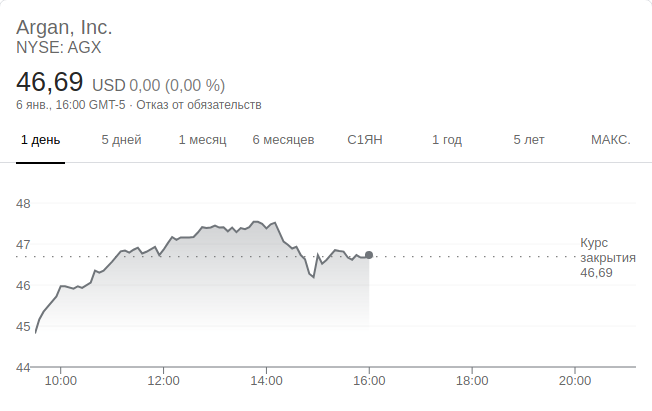 Argan, Inc.
NYSE: AGX
46,69 USD 0,00 (0,00 %)
6 янв., 16:00 GMT-5 · Отказ от обязательств
1 день 5 дней 1 месяц 6 месяцев С1ЯН 1 год 5 лет МАКС.
48
47
46
45
44
Курс
закрытия
46,69
10:00 12:00 14:00 16:00 18:00 20:00